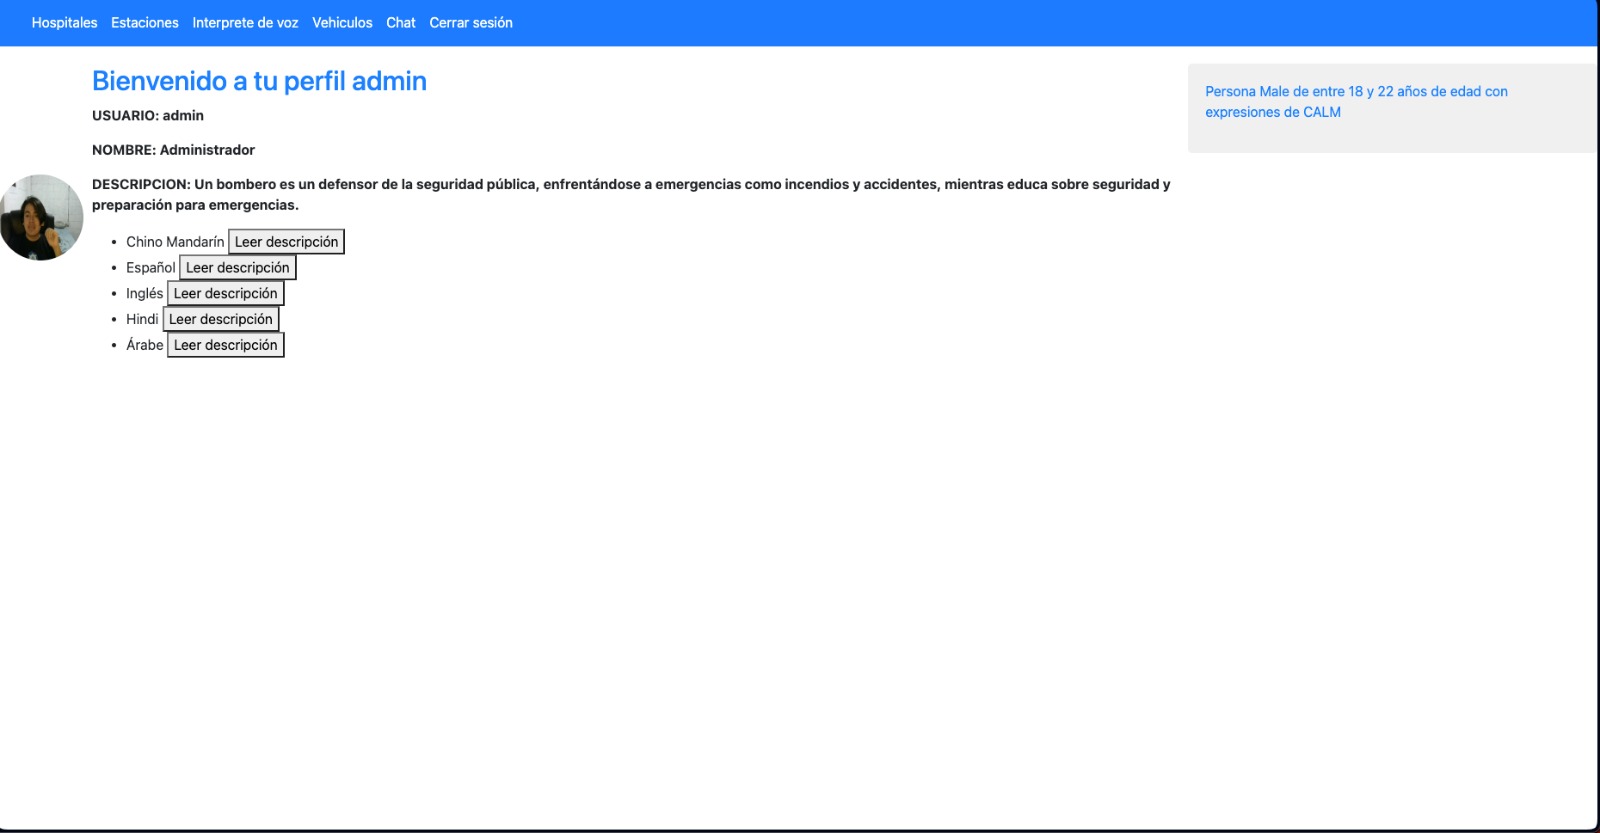 Hospitales Estaciones Interprete de voz Vehiculos Chat Cerrar sesión
Bienvenido a tu perfil admin
USUARIO: admin
NOMBRE: Administrador
DESCRIPCION: Un bombero es un defensor de la seguridad pública, enfrentándose a emergencias como incendios y accidentes, mientras educa sobre seguridad y
preparación para emergencias.
Chino Mandarín Leer descripción
Español Leer descripción
Inglés Leer descripción
Hindi Leer descripción
Árabe Leer descripción
Persona Male de entre 18 y 22 años de edad con
expresiones de CALM